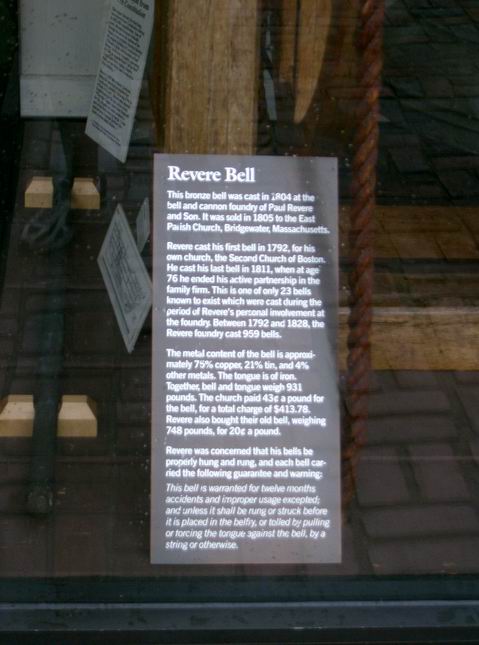 Revere Bell
This bronze bell was cast in 1804 at the
bell and cannon foundry of Paul Revere
and Son. It was sold in 1805 to the East
Parish Church, Bridgewater, Massachusetts.
Revere cast his first bell in 1792, for his
own church, the Second Church of Boston.
He cast his last bell in 1811, when at age
76 he ended his active partnership in the
family firm. This is one of only 23 bells
known to exist which were cast during the
period of Revere's personal involvement at
the foundry. Between 1792 and 1828, the
Revere foundry cast 959 bells.
The metal content of the bell is approxi-
mately 75% copper, 21% tin, and 4%
other metals. The tongue is of iron.
Together, bell and tongue weigh 931
pounds. The church paid 43¢ a pound for
the bell, for a total charge of $413.78.
Revere also bought their old bell, weighing
748 pounds, for 20¢ a pound.
Revere was concerned that his bells be
properly hung and rung, and each bell car-
ried the following guarantee and warning:
This bell is warranted for twelve months
accidents and improper usage excepted;
and unless it shall be rung or struck before
it is placed in the belfry, or tolled by pulling
or forcing the tongue against the bell, by a
string or otherwise.